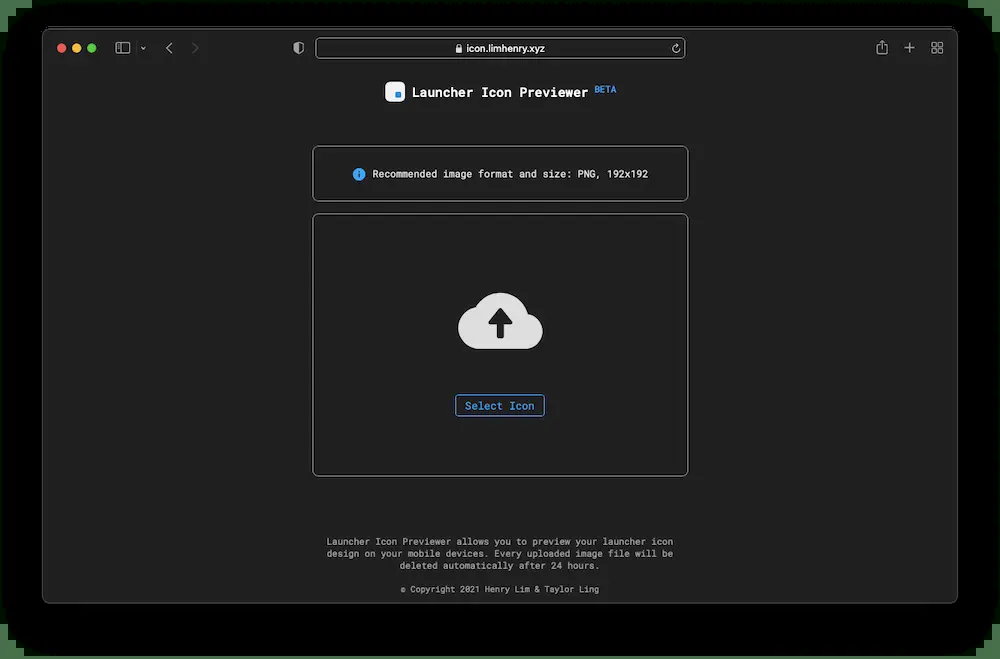 icon.limhenry.xyz
Launcher Icon Previewer BETA
Recommended image format and size: PNG, 192x192
Select Icon
Launcher Icon Previewer allows you to preview your launcher icon
design on your mobile devices. Every uploaded image file will be
deleted automatically after 24 hours.
© Copyright 2021 Henry Lim & Taylor Ling